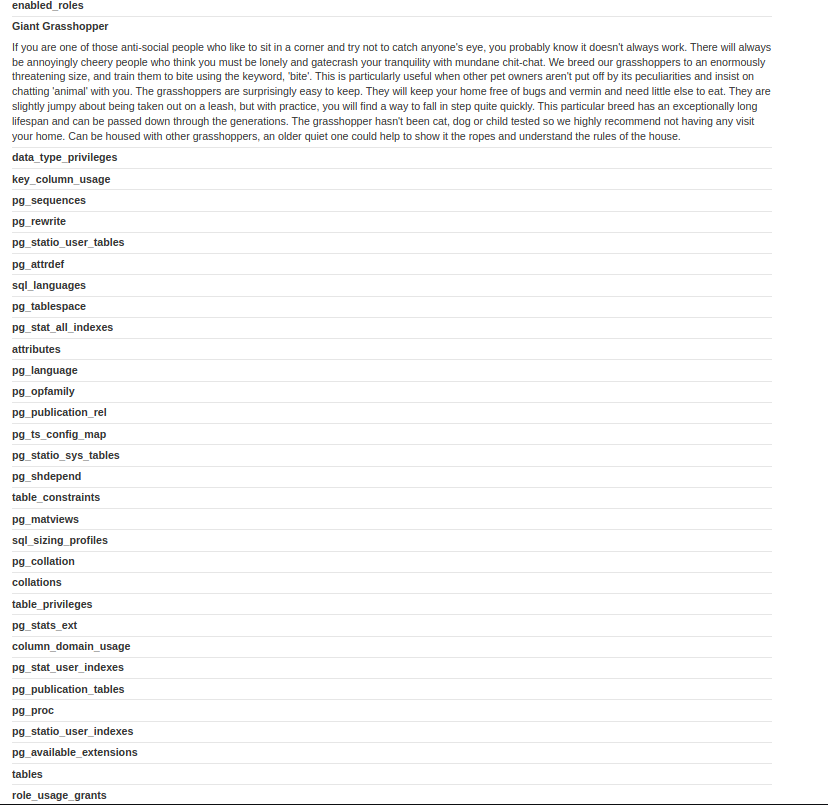 enabled_roles
Giant Grasshopper
If you are one of those anti-social people who like to sit in a corner and try not to catch anyone's eye, you probably know it doesn't always work. There will always
be annoyingly cheery people who think you must be lonely and gatecrash your tranquility with mundane chit-chat. We breed our grasshoppers to an enormously
threatening size, and train them to bite using the keyword, 'bite'. This is particularly useful when other pet owners aren't put off by its peculiarities and insist on
chatting 'animal' with you. The grasshoppers are surprisingly easy to keep. They will keep your home free of bugs and vermin and need little else to eat. They are
slightly jumpy about being taken out on a leash, but with practice, you will find a way to fall in step quite quickly. This particular breed has an exceptionally long
lifespan and can be passed down through the generations. The grasshopper hasn't been cat, dog or child tested so we highly recommend not having any visit
your home. Can be housed with other grasshoppers, an older quiet one could help to show it the ropes and understand the rules of the house.
data_type_privileges
key_column_usage
pg_sequences
pg_rewrite
pg_statio_user_tables
pg_attrdef
sql_languages
pg_tablespace
pg_stat_all_indexes
attributes
pg_language
pg_opfamily
pg_publication_rel
pg_ts_config_map
pg_statio_sys_tables
pg_shdepend
table_constraints
pg_matviews
sql_sizing_profiles
pg_collation
collations
table_privileges
pg_stats_ext
column_domain_usage
pg_stat_user_indexes
pg_publication_tables
pg_proc
pg_statio_user_indexes
pg_available_extensions
tables
role_usage_grants